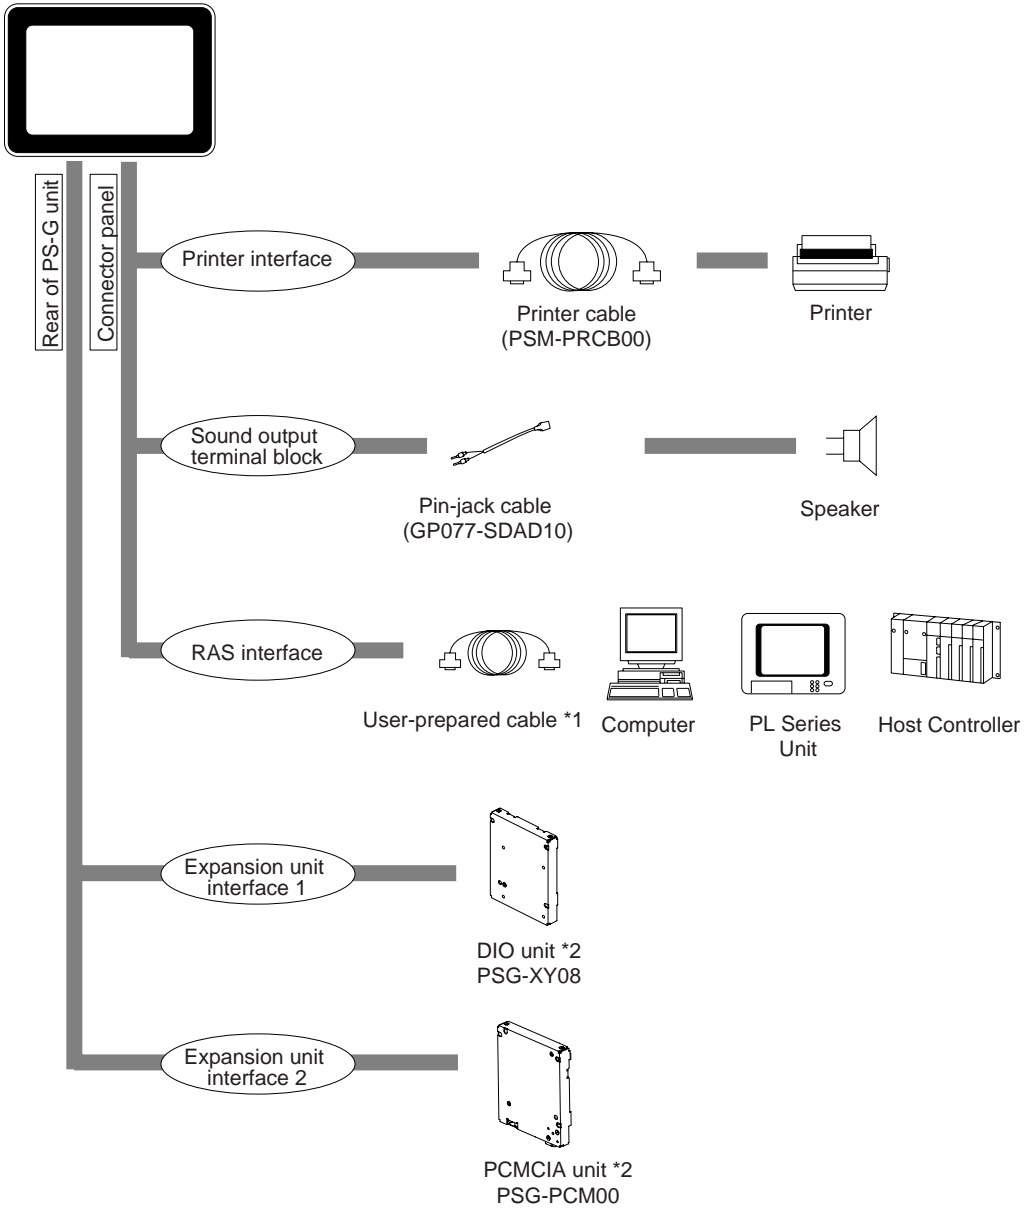 Rear of PS-G unit
Connector panel
Printer interface
Printer cable
(PSM-PRCB00)
Printer
Sound output
terminal block
Pin-jack cable
(GP077-SDAD10)
Speaker
RAS interface
User-prepared cable *1
Computer
PL Series
Unit
Host Controller
Expansion unit
interface 1
DIO unit *2
PSG-XY08
Expansion unit
interface 2
PCMCIA unit *2
PSG-PCM00